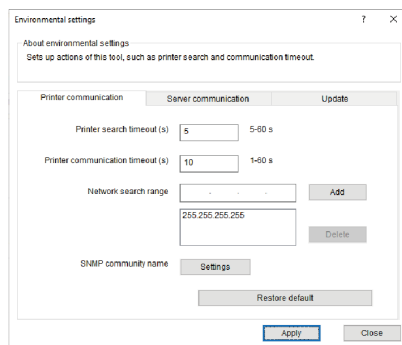 Environmental settings ? ×
About environmental settings
Sets up actions of this tool, such as printer search and communication timeout.
Printer communication Server communication Update
Printer search timeout (s) 5 5-60 s
Printer communication timeout (s) 10 1-60 s
Network search range . . . Add
255.255.255.255
Delete
SNMP community name Settings
Restore default
Apply Close